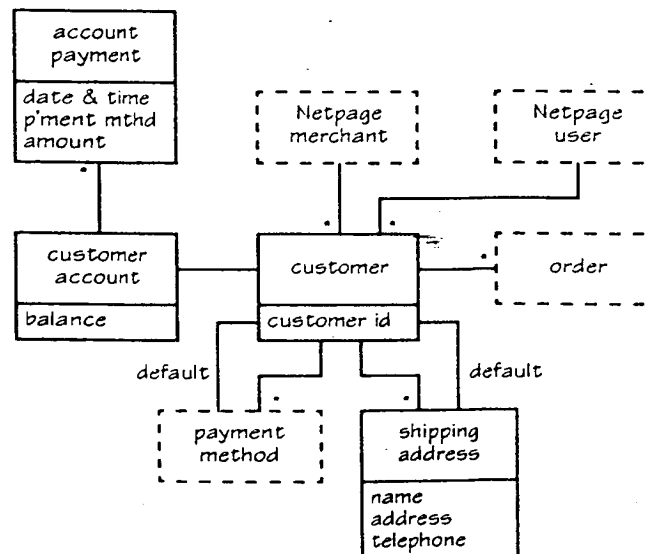 account
payment
date & time
p'ment mthd
amount
Netpage
merchant
Netpage
user
customer
account
balance
customer
customer id
order
default
default
payment
method
shipping
address
name
address
telephone